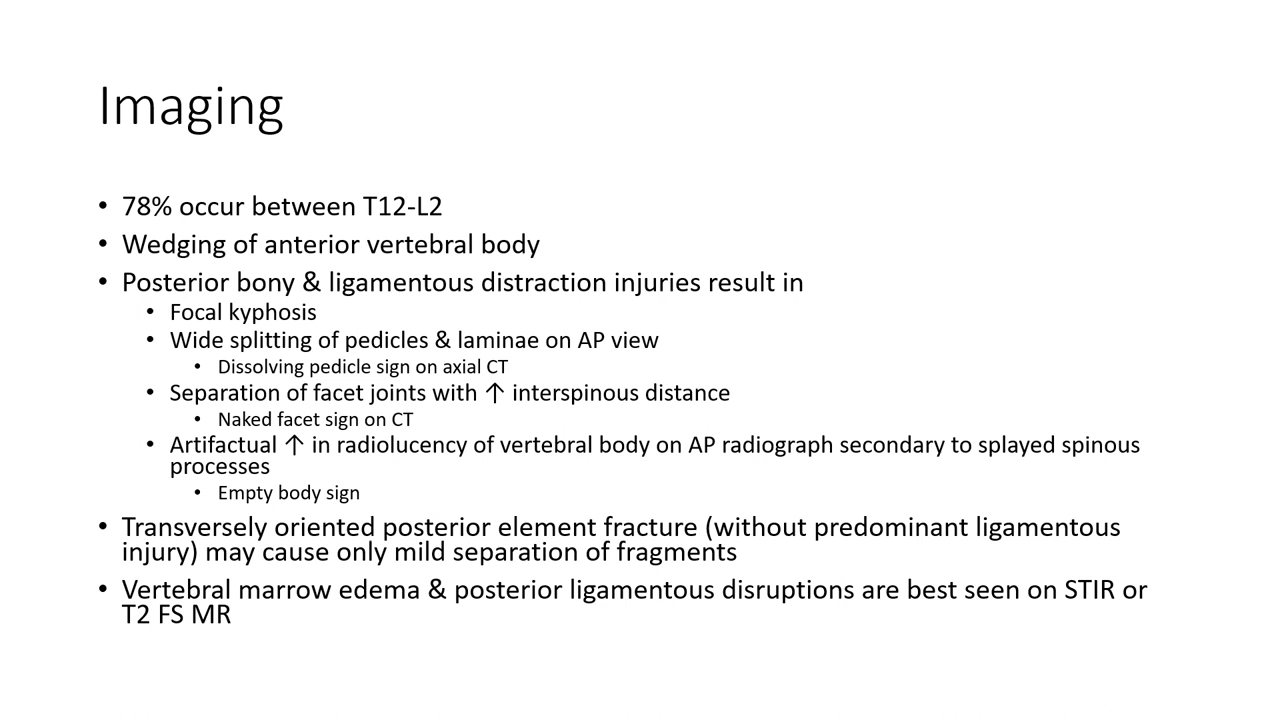 Imaging
• 78% occur between T12-L2
• Wedging of anterior vertebral body
• Posterior bony & ligamentous distraction injuries result in
• Focal kyphosis
• Wide splitting of pedicles & laminae on AP view
• Dissolving pedicle sign on axial CT
• Separation of facet joints with ↑ interspinous distance
• Naked facet sign on CT
• Artifactual ↑ in radiolucency of vertebral body on AP radiograph secondary to splayed spinous
processes
• Empty body sign
• Transversely oriented posterior element fracture (without predominant ligamentous
injury) may cause only mild separation of fragments
• Vertebral marrow edema & posterior ligamentous disruptions are best seen on STIR or
T2 FS MR